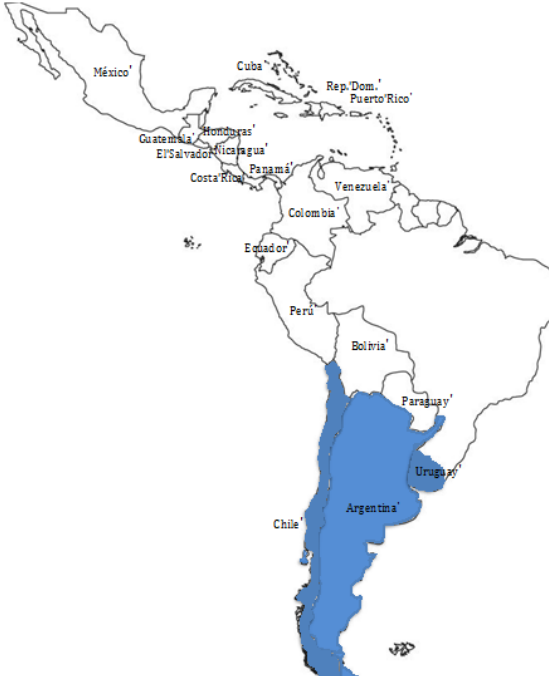 México'
Cuba'
Rep.'Dom.'
Puerto'Rico'
Guatemala'
Honduras'
El'Salvador
Nicaragua'
Costa'Rica'
Panamá'
Venezuela'
Colombia'
Equador'
Perú'
Bolivia'
Paraguay'
Uruguay'
Argentina'
Chile'